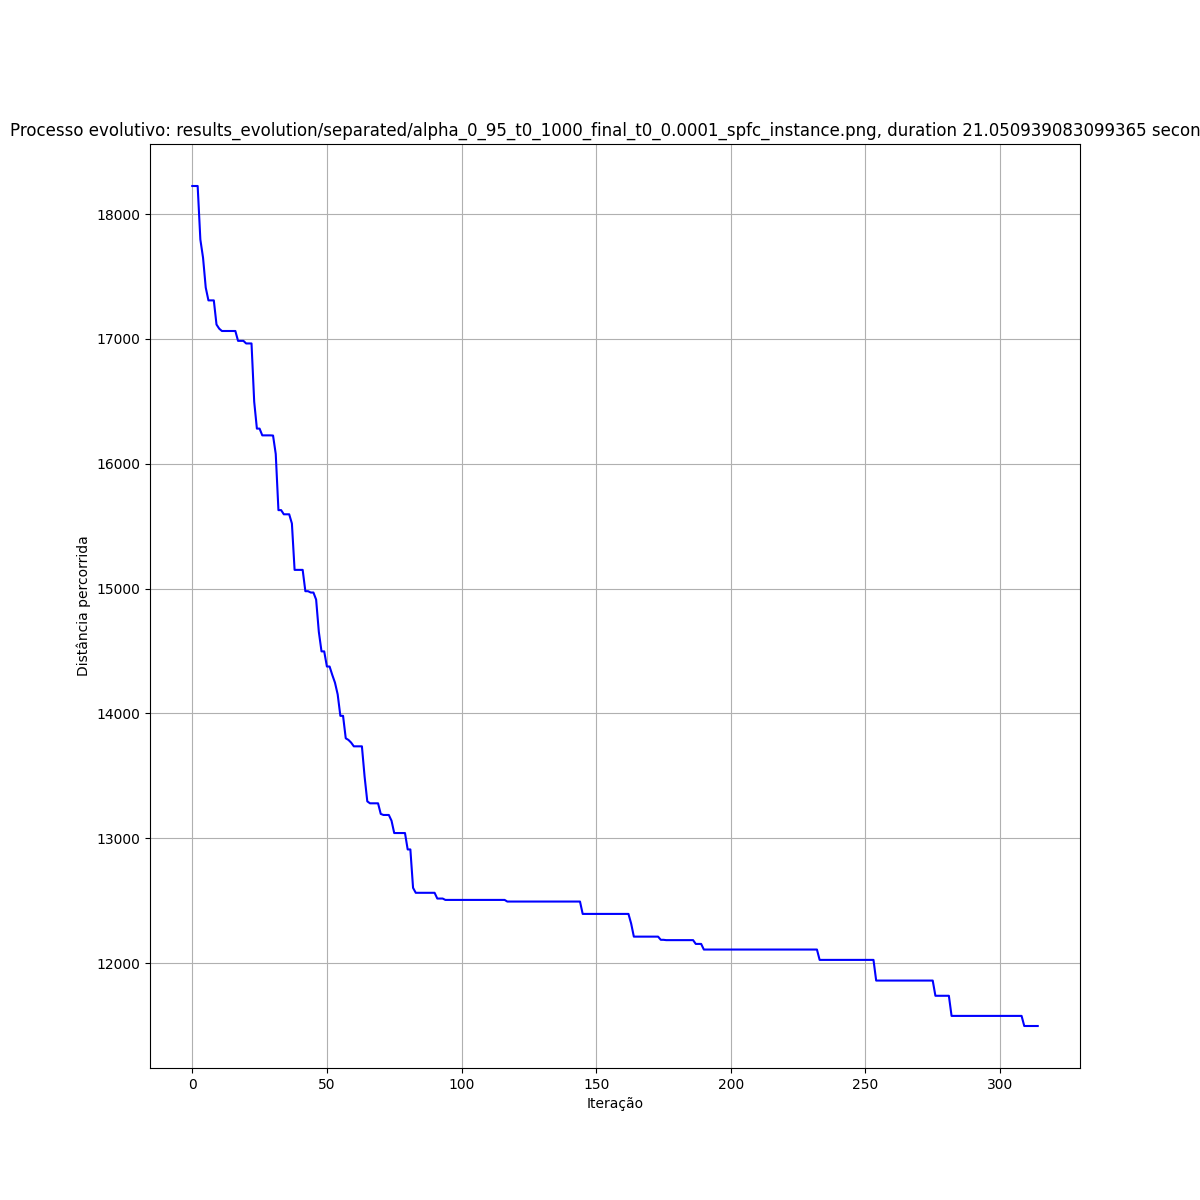 Processo evolutivo: results_evolution/separated/alpha_0_95_t0_1000_final_t0_0.0001_spfc_instance.png, duration 21.050939083099365 secon
18000
17000
16000
15000
14000
13000
12000
Distância percorrida
0 50 100 150 200 250 300
Iteração